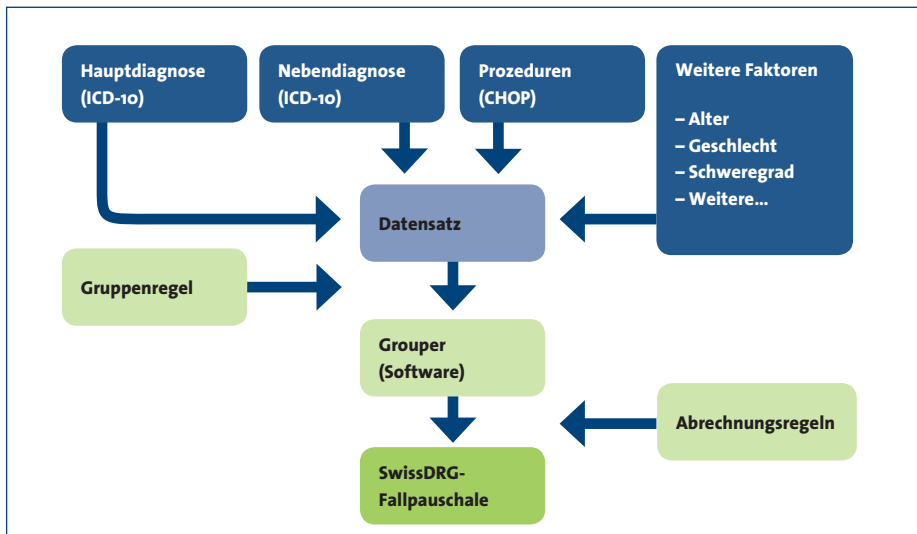 Hauptdiagnose
(ICD-10)
Nebendiagnose
(ICD-10)
Prozeduren
(CHOP)
Weitere Faktoren
– Alter
– Geschlecht
– Schweregrad
– Weitere...
Datensatz
Gruppenregel
Grouper
(Software)
Abrechnungsregeln
SwissDRG-
Fallpauschale